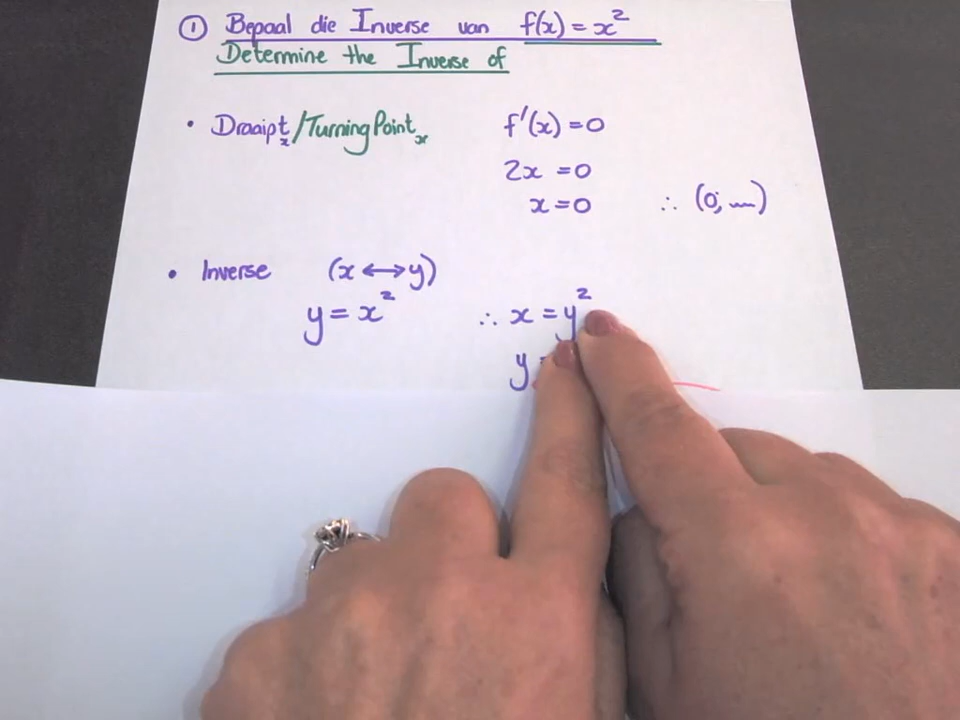 ① Bepaal die Inverse van f(x) = x²
Determine the Inverse of
• Draaipt x / Turning Point x f'(x) = 0
2x = 0
x = 0 ∴ (0;
• Inverse (x ↔ y)
y = x² ∴ x = y²
y =